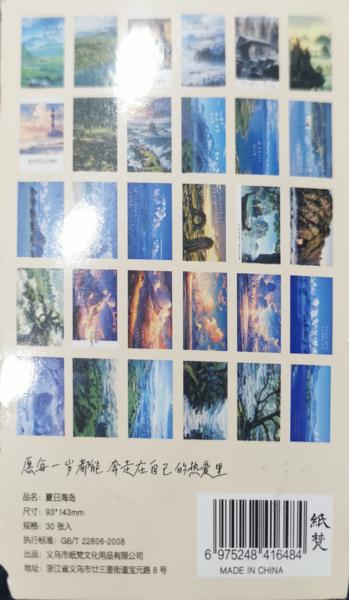 愿每一岁都能 奔走在自己的热爱里
品名: 夏日海岛
尺寸: 93*143mm
规格: 30 张入
执行标准: GB/T 22806-2008
出品: 义乌市纸梵文化用品有限公司
地址: 浙江省义乌市廿三里街道宝元路 8 号
6 975248 416484
MADE IN CHINA
紙梵